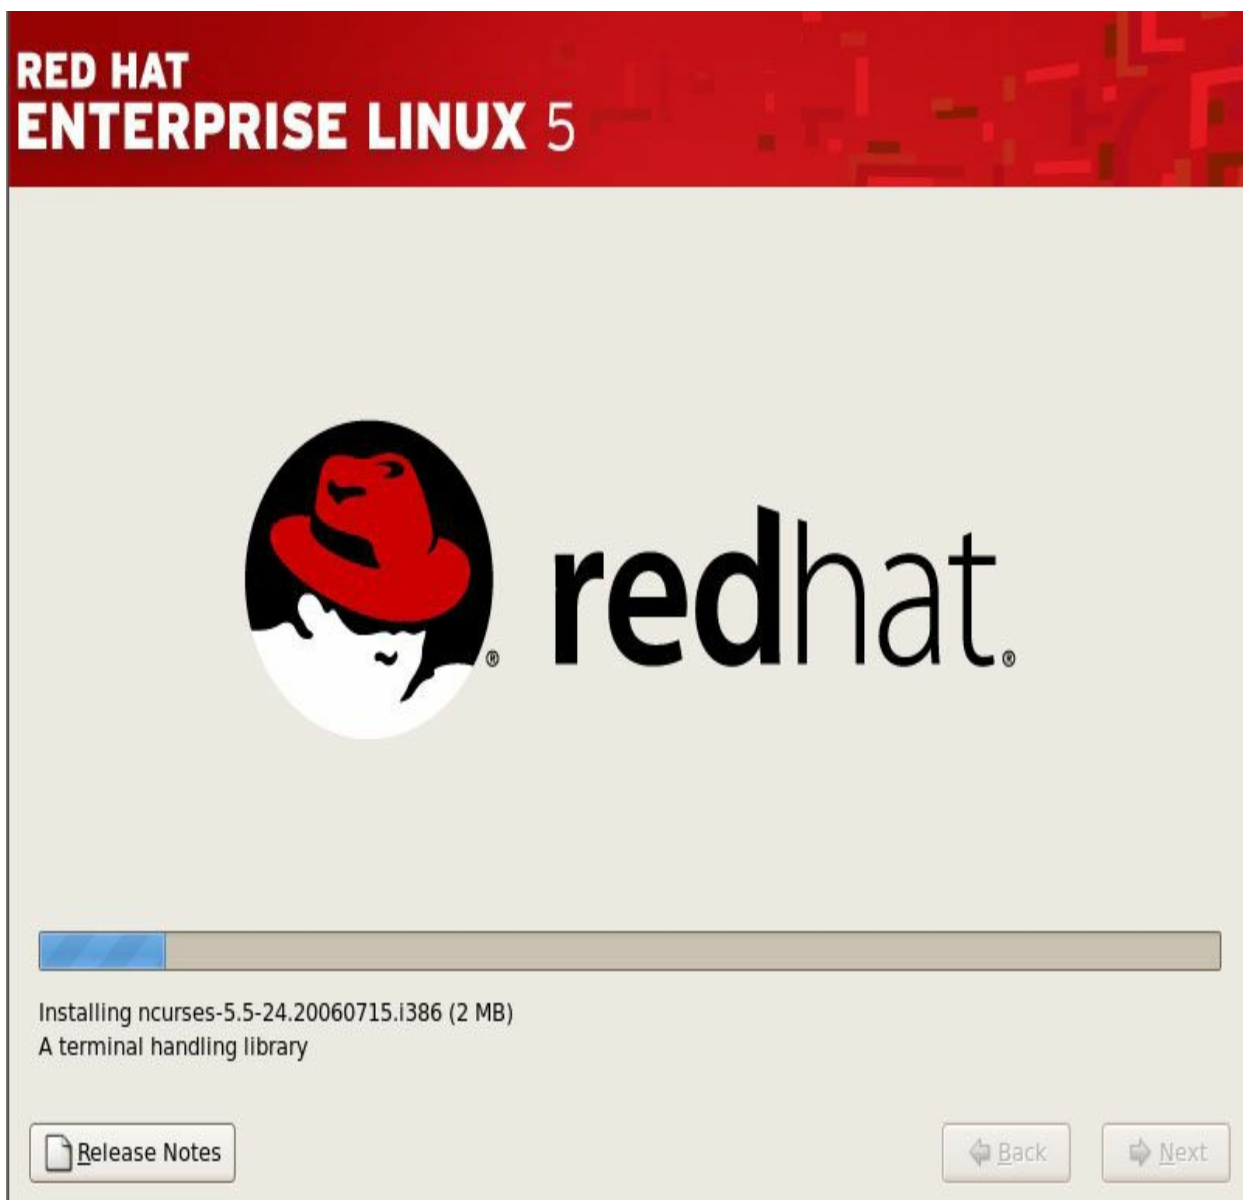 RED HAT
ENTERPRISE LINUX 5
® redhat.®
Installing ncurses-5.5-24.20060715.i386 (2 MB)
A terminal handling library
Release Notes
Back
Next